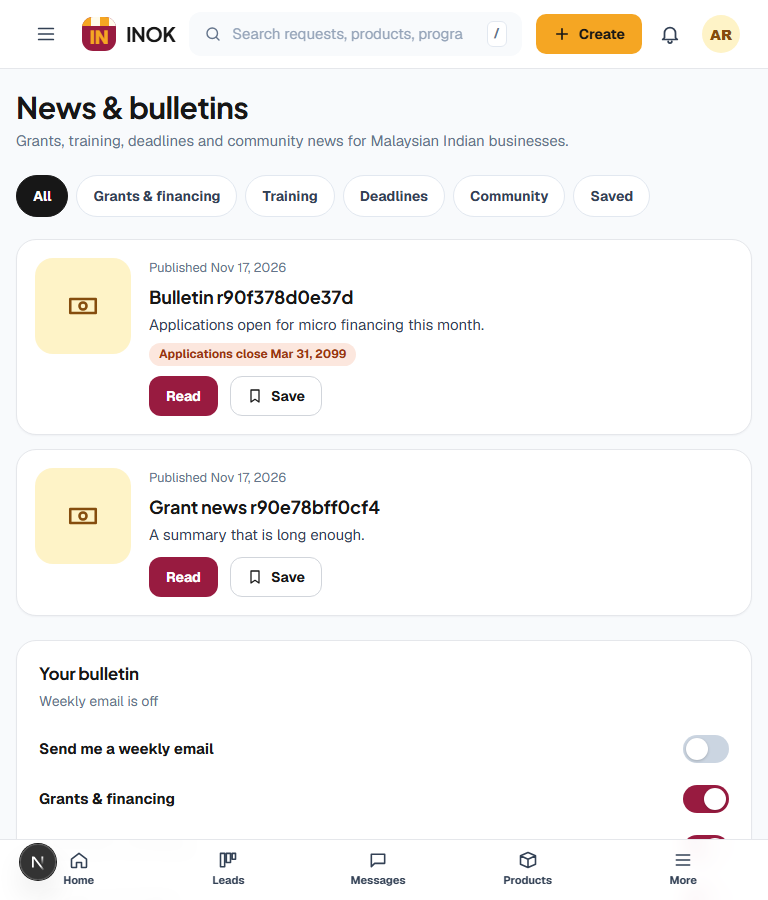 IN INOK
Search requests, products, progra
/
Create
AR
News & bulletins
Grants, training, deadlines and community news for Malaysian Indian businesses.
All
Grants & financing
Training
Deadlines
Community
Saved
Published Nov 17, 2026
Bulletin r90f378d0e37d
Applications open for micro financing this month.
Applications close Mar 31, 2099
Read
Save
Published Nov 17, 2026
Grant news r90e78bff0cf4
A summary that is long enough.
Read
Save
Your bulletin
Weekly email is off
Send me a weekly email
Grants & financing
N
Home
Leads
Messages
Products
More